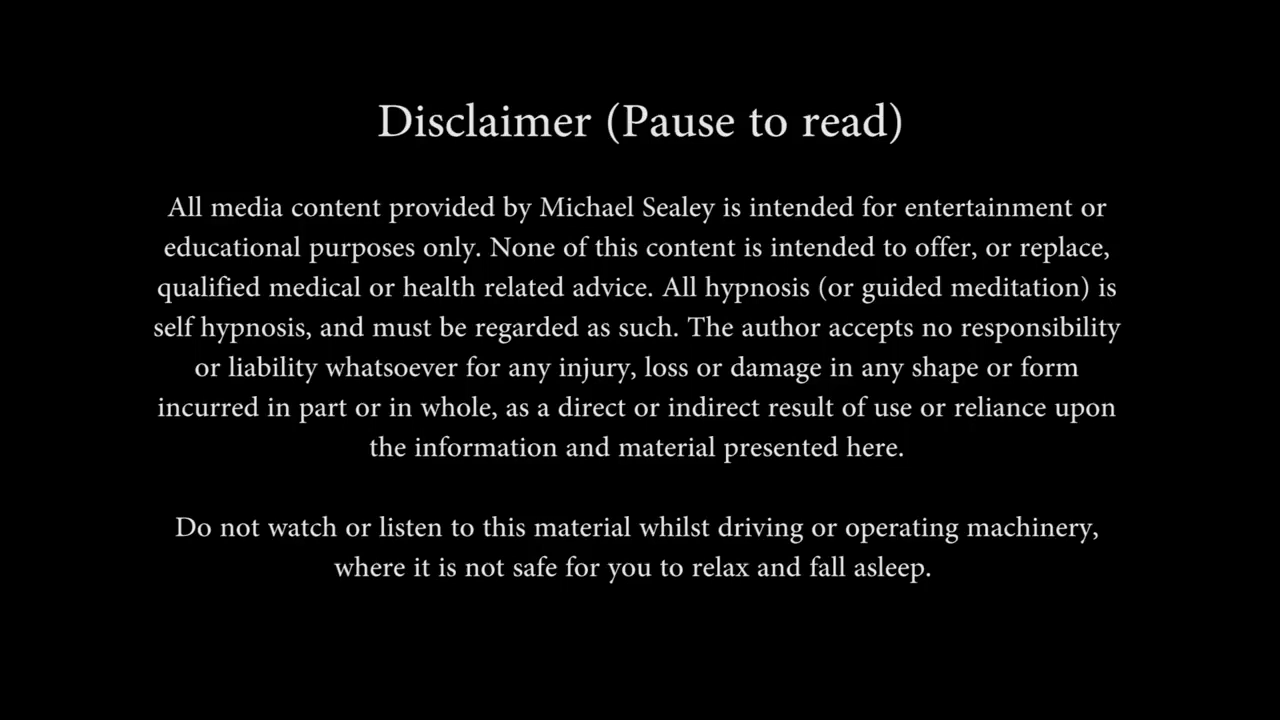 Disclaimer (Pause to read)
All media content provided by Michael Sealey is intended for entertainment or
educational purposes only. None of this content is intended to offer, or replace,
qualified medical or health related advice. All hypnosis (or guided meditation) is
self hypnosis, and must be regarded as such. The author accepts no responsibility
or liability whatsoever for any injury, loss or damage in any shape or form
incurred in part or in whole, as a direct or indirect result of use or reliance upon
the information and material presented here.
Do not watch or listen to this material whilst driving or operating machinery,
where it is not safe for you to relax and fall asleep.